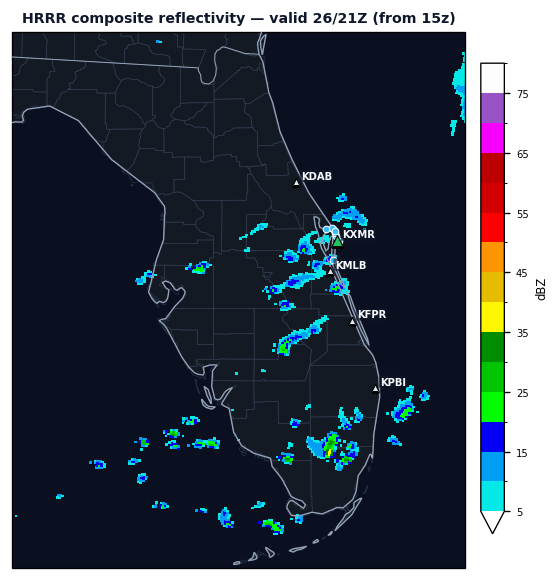 HRRR composite reflectivity — valid 26/21Z (from 15z)
KDAB
KXMR
KMLB
KFPR
KPBI
75
65
55
45
35
25
15
5
dBZ